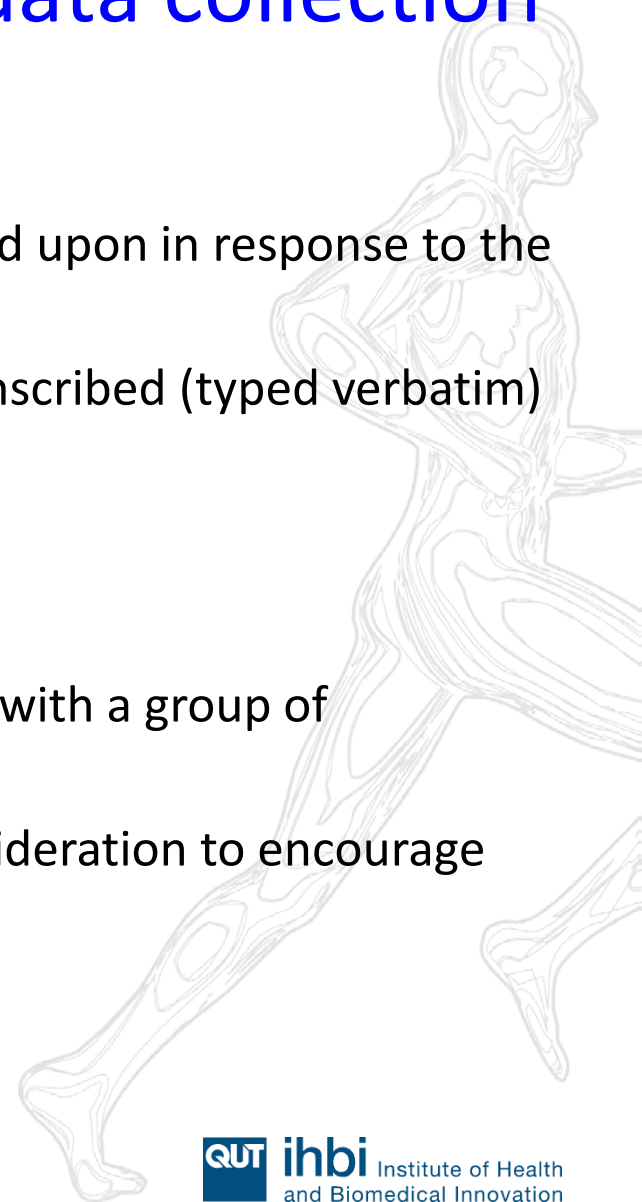 data collection
d upon in response to the
nscribed (typed verbatim)
with a group of
ideration to encourage
QUT ihbi Institute of Health
and Biomedical Innovation